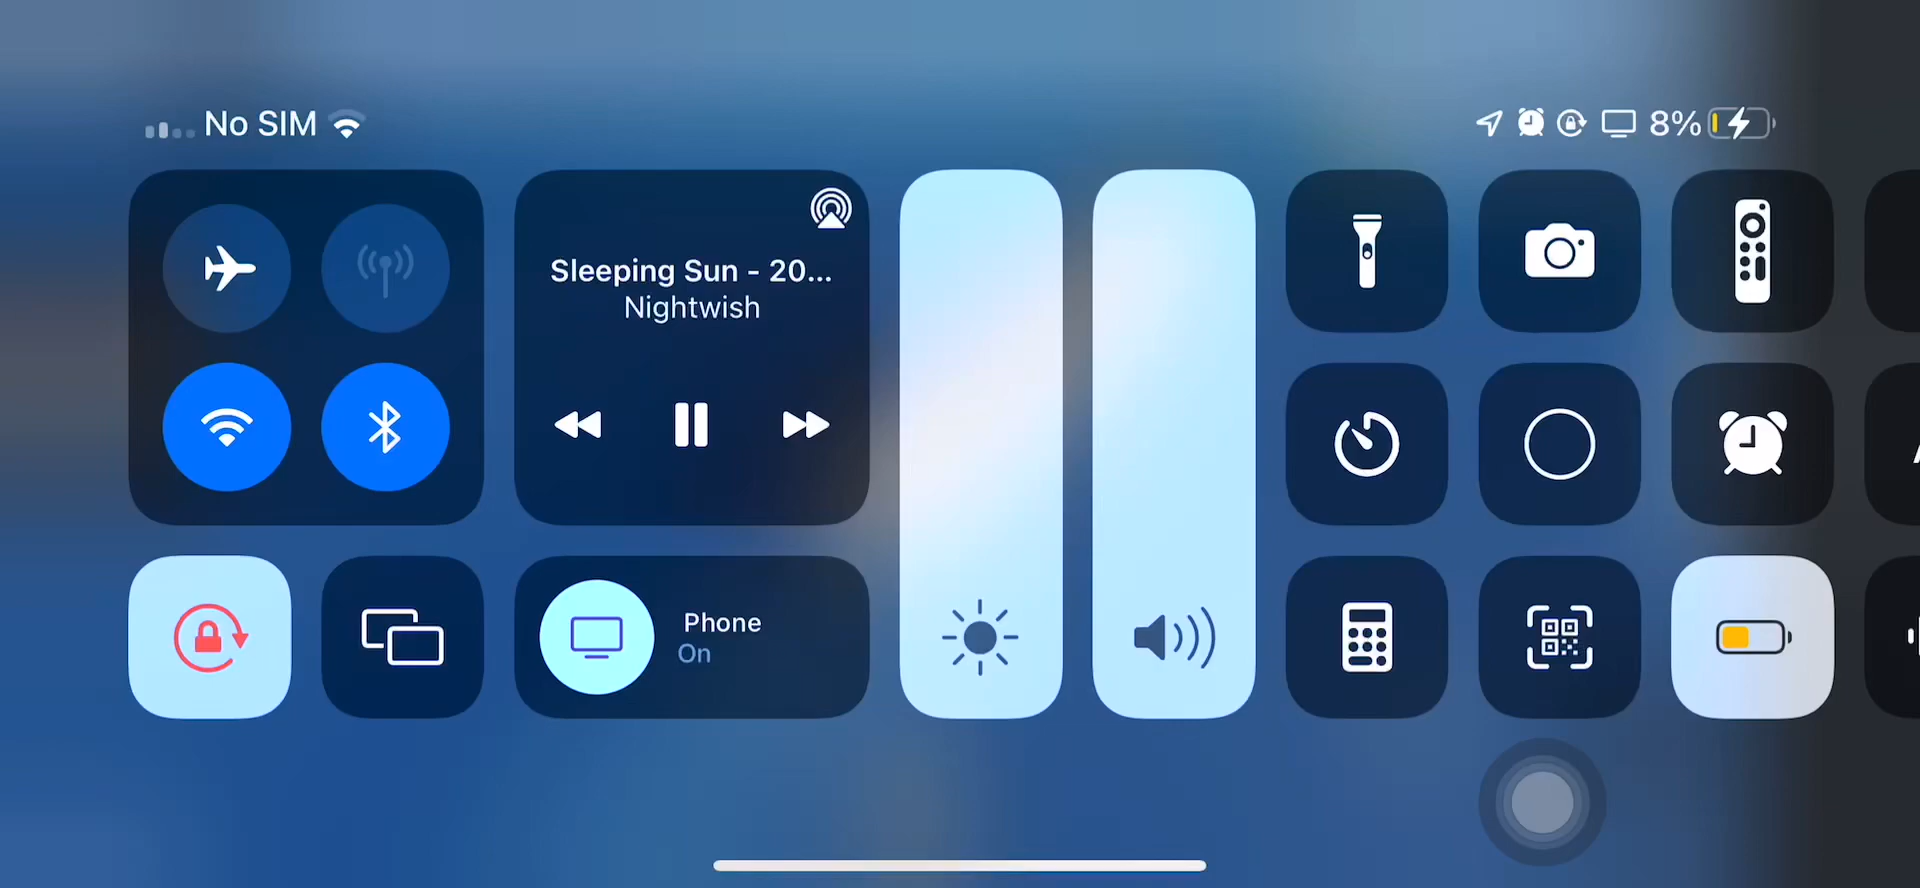 No SIM
8%
Sleeping Sun - 20...
Nightwish
Phone
On